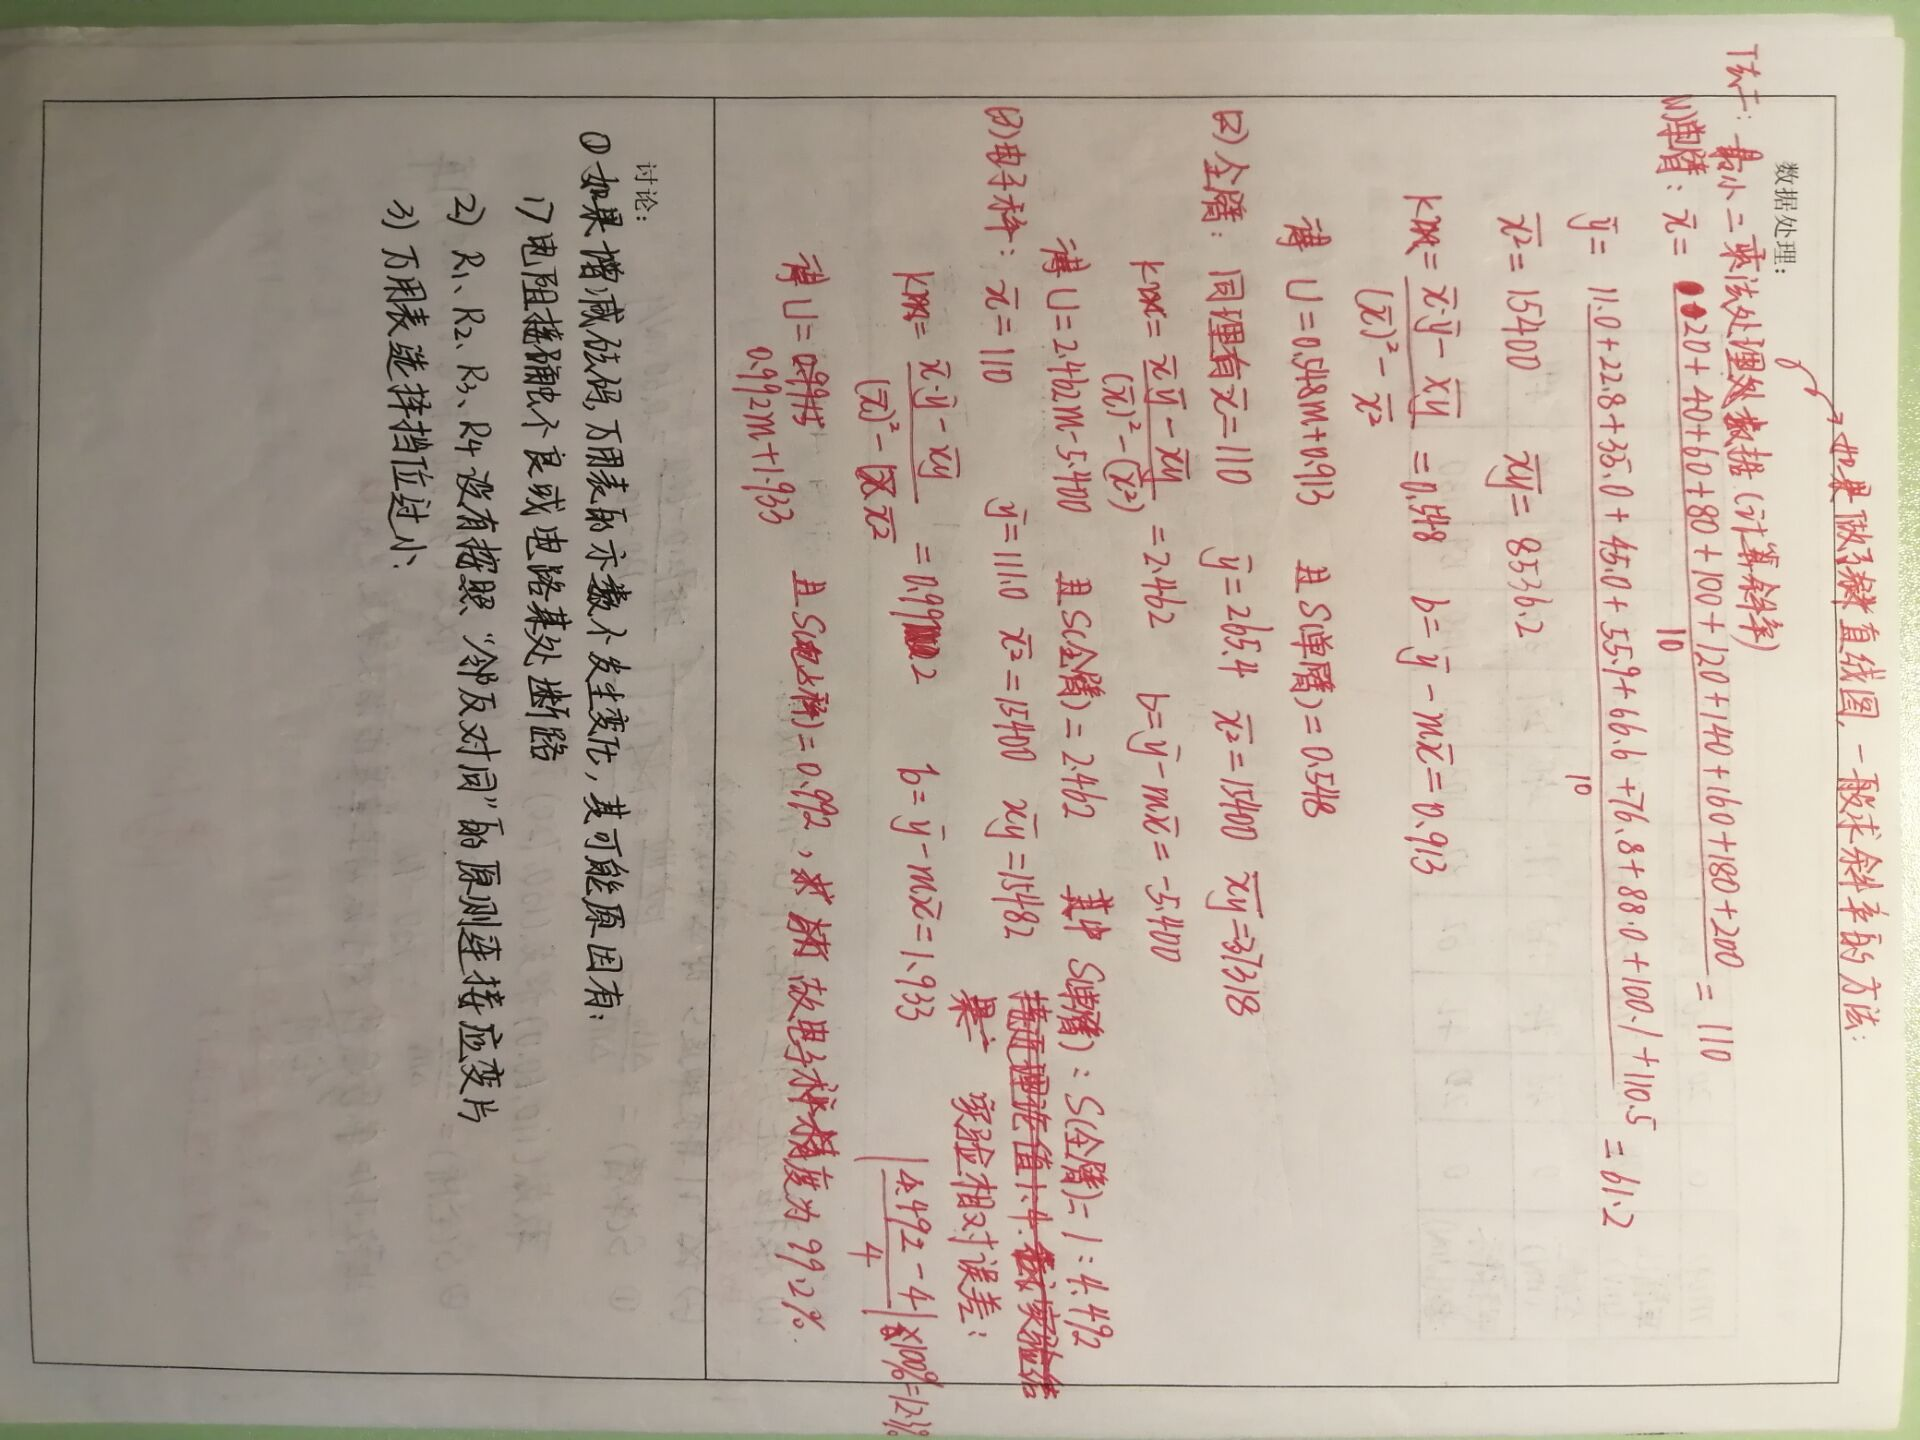 如果做了 直线图,一般求斜率的方法:
数据处理:
法二:最小二乘法处理数据(计算斜率)
(1)单臂: x̄ = (20+40+60+80+100+120+140+160+180+200)/10 = 110
ȳ = (11.0+22.8+35.0+45.0+55.9+66.6+76.8+88.0+100.1+110.5)/10 = 61.2
x̄² = 15400 x̄ȳ = 8536.2
k = (x̄·ȳ - x̄ȳ)/((x̄)² - x̄²) = 0.548 b = ȳ - mx̄ = 0.913
得 U = 0.548m+0.913 且 S(单臂) = 0.548
(2)全臂: 同理有 x̄ = 110 ȳ = 265.4 x̄² = 15400 x̄ȳ = 37318
k = (x̄ȳ - x̄ȳ)/((x̄)² - (x̄²)) = 2.462 b = ȳ - mx̄ = -5.400
得 U = 2.462m-5.400 且 S(全臂) = 2.462 其中 S(单臂):S(全臂) = 1:4.492
(3)电子秤: x̄ = 110 ȳ = 111.0 x̄² = 15400 x̄ȳ = 15482
实验相对误差:
k = (x̄·ȳ - x̄ȳ)/((x̄)² - x̄²) = 0.992 b = ȳ - mx̄ = 1.933
|4.492-4|/4 ×100% = 12.3%
得 U = 0.992m+1.933 且 S(电子秤) = 0.992, 故电子秤精度为 99.2%.
讨论:
①如果增减砝码,万用表的示数不发生变化,其可能原因有:
1)电阻接触不良或电路某处断路
2) R1、R2、R3、R4 没有按照“邻反对同”的原则连接应变片
3)万用表选择挡位过小.